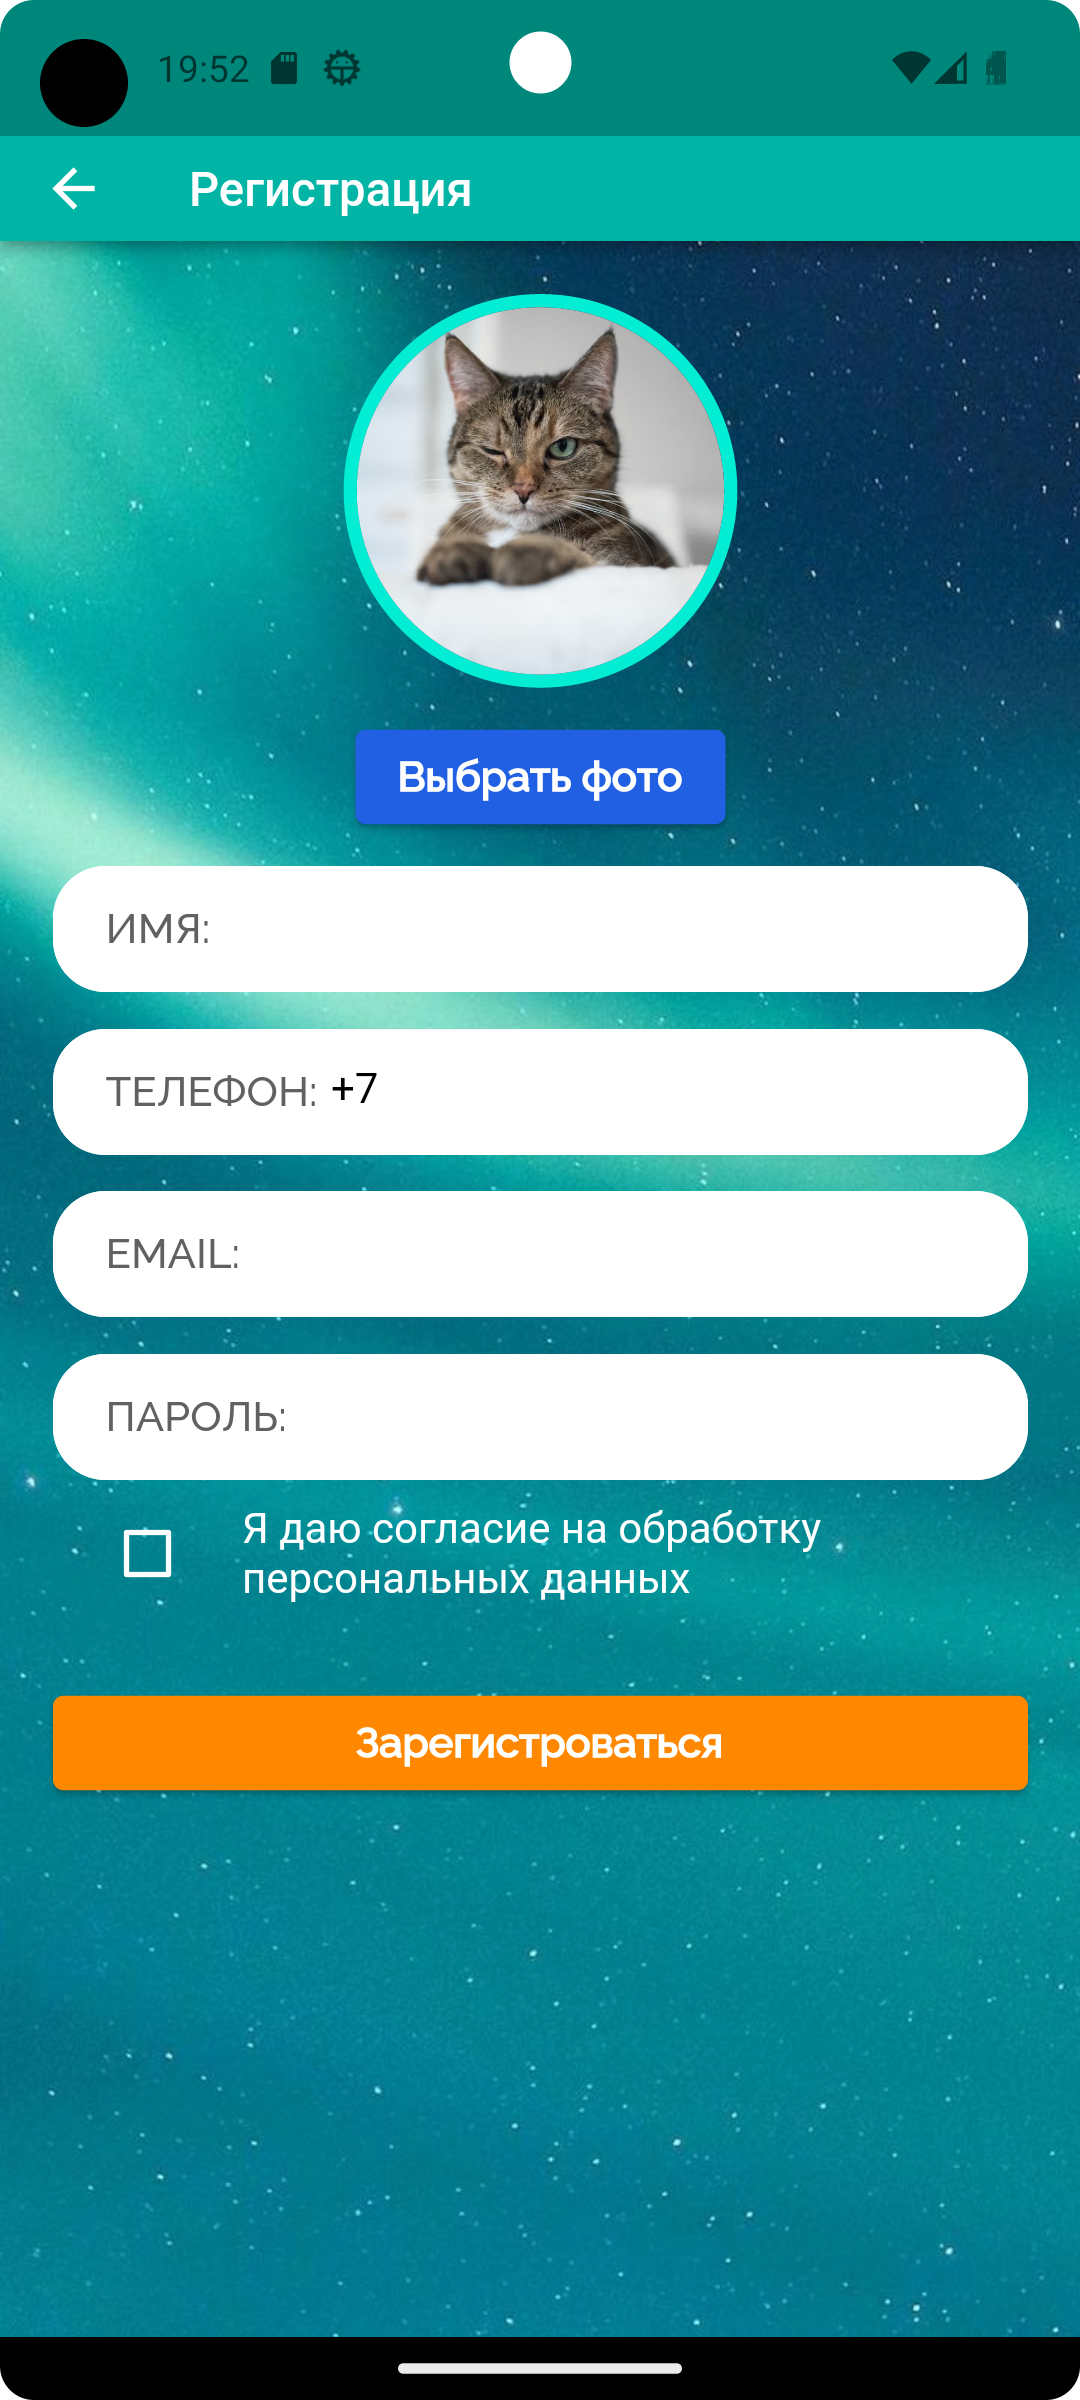 19:52
Регистрация
Выбрать фото
ИМЯ:
ТЕЛЕФОН: +7
EMAIL:
ПАРОЛЬ:
Я даю согласие на обработку
персональных данных
Зарегистроваться